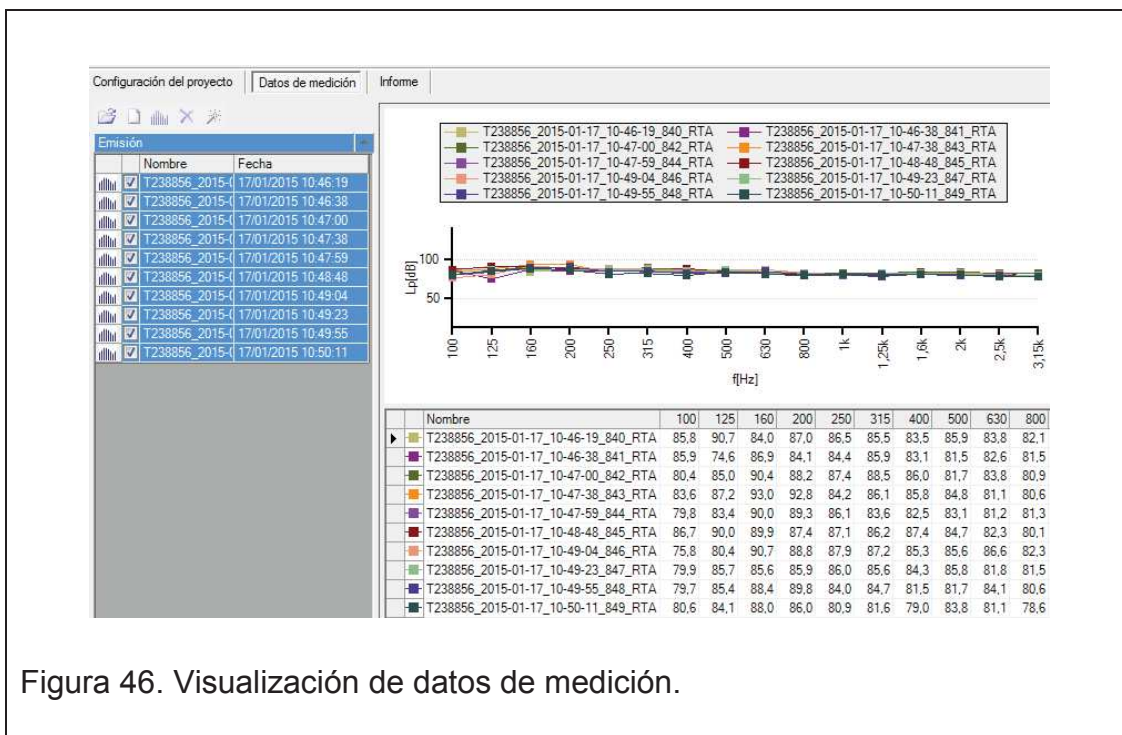 Configuración del proyecto Datos de medición Informe
Emisión
Nombre Fecha
T238856_2015-0 17/01/2015 10:46:19
T238856_2015-0 17/01/2015 10:46:38
T238856_2015-0 17/01/2015 10:47:00
T238856_2015-0 17/01/2015 10:47:38
T238856_2015-0 17/01/2015 10:47:59
T238856_2015-0 17/01/2015 10:48:48
T238856_2015-0 17/01/2015 10:49:04
T238856_2015-0 17/01/2015 10:49:23
T238856_2015-0 17/01/2015 10:49:55
T238856_2015-0 17/01/2015 10:50:11
T238856_2015-01-17_10-46-19_840_RTA T238856_2015-01-17_10-46-38_841_RTA
T238856_2015-01-17_10-47-00_842_RTA T238856_2015-01-17_10-47-38_843_RTA
T238856_2015-01-17_10-47-59_844_RTA T238856_2015-01-17_10-48-48_845_RTA
T238856_2015-01-17_10-49-04_846_RTA T238856_2015-01-17_10-49-23_847_RTA
T238856_2015-01-17_10-49-55_848_RTA T238856_2015-01-17_10-50-11_849_RTA
Lp[dB]
100
50
100 125 160 200 250 315 400 500 630 800 1k 1,25k 1,6k 2k 2,5k 3,15k
f[Hz]
Nombre 100 125 160 200 250 315 400 500 630 800
T238856_2015-01-17_10-46-19_840_RTA 85,8 90,7 84,0 87,0 86,5 85,5 83,5 85,9 83,8 82,1
T238856_2015-01-17_10-46-38_841_RTA 85,9 74,6 86,9 84,1 84,4 85,9 83,1 81,5 82,6 81,5
T238856_2015-01-17_10-47-00_842_RTA 80,4 85,0 90,4 88,2 87,4 88,5 86,0 81,7 83,8 80,9
T238856_2015-01-17_10-47-38_843_RTA 83,6 87,2 93,0 92,8 84,2 86,1 85,8 84,8 81,1 80,6
T238856_2015-01-17_10-47-59_844_RTA 79,8 83,4 90,0 89,3 86,1 83,6 82,5 83,1 81,2 81,3
T238856_2015-01-17_10-48-48_845_RTA 86,7 90,0 89,9 87,4 87,1 86,2 87,4 84,7 82,3 80,1
T238856_2015-01-17_10-49-04_846_RTA 75,8 80,4 90,7 88,8 87,9 87,2 85,3 85,6 86,6 82,3
T238856_2015-01-17_10-49-23_847_RTA 79,9 85,7 85,6 85,9 86,0 85,6 84,3 85,8 81,8 81,5
T238856_2015-01-17_10-49-55_848_RTA 79,7 85,4 88,4 89,8 84,0 84,7 81,5 81,7 84,1 80,6
T238856_2015-01-17_10-50-11_849_RTA 80,6 84,1 88,0 86,0 80,9 81,6 79,0 83,8 81,1 78,6
Figura 46. Visualización de datos de medición.